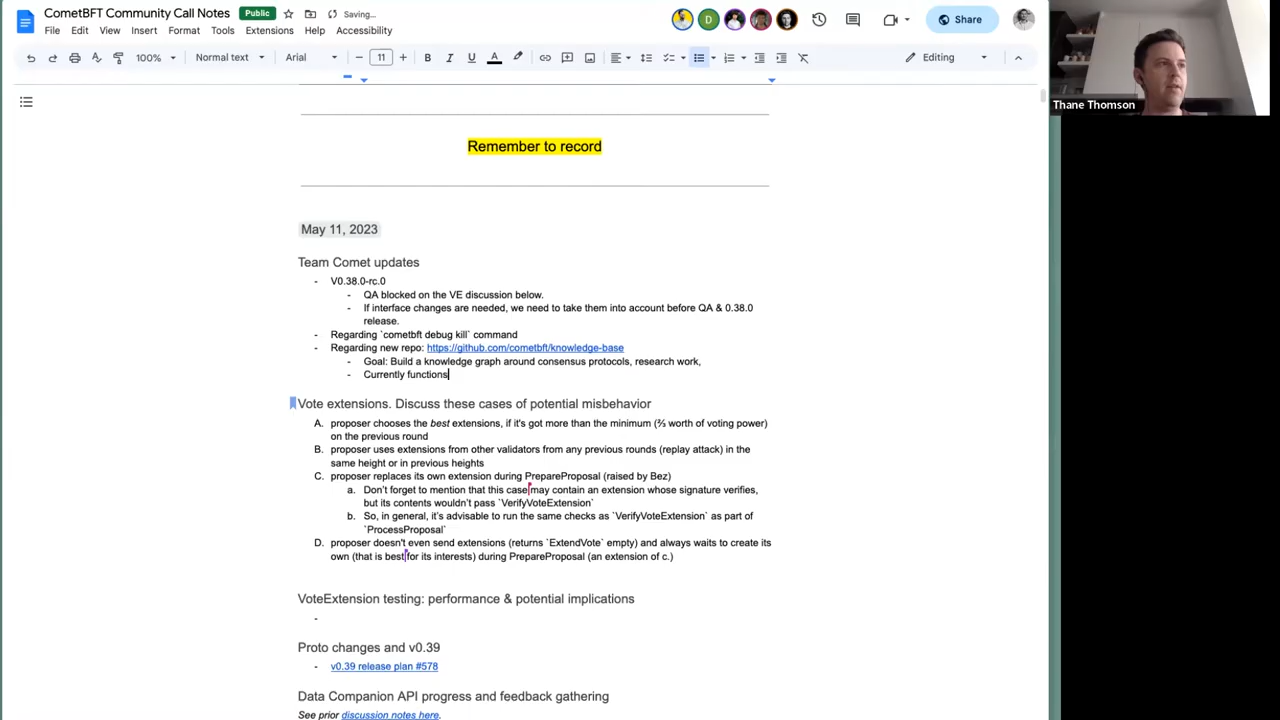 CometBFT Community Call Notes
Public
Saving...
File Edit View Insert Format Tools Extensions Help Accessibility
D
Share
100%
Normal text
Arial
11
B I U A
Editing
Thane Thomson
Remember to record
May 11, 2023
Team Comet updates
- V0.38.0-rc.0
- QA blocked on the VE discussion below.
- If interface changes are needed, we need to take them into account before QA & 0.38.0
release.
- Regarding `cometbft debug kill` command
- Regarding new repo: https://github.com/cometbft/knowledge-base
- Goal: Build a knowledge graph around consensus protocols, research work,
- Currently functions
Vote extensions. Discuss these cases of potential misbehavior
A. proposer chooses the best extensions, if it's got more than the minimum (⅔ worth of voting power)
on the previous round
B. proposer uses extensions from other validators from any previous rounds (replay attack) in the
same height or in previous heights
C. proposer replaces its own extension during PrepareProposal (raised by Bez)
a. Don't forget to mention that this case may contain an extension whose signature verifies,
but its contents wouldn't pass `VerifyVoteExtension`
b. So, in general, it's advisable to run the same checks as `VerifyVoteExtension` as part of
`ProcessProposal`
D. proposer doesn't even send extensions (returns `ExtendVote` empty) and always waits to create its
own (that is best for its interests) during PrepareProposal (an extension of c.)
VoteExtension testing: performance & potential implications
-
Proto changes and v0.39
- v0.39 release plan #578
Data Companion API progress and feedback gathering
See prior discussion notes here.